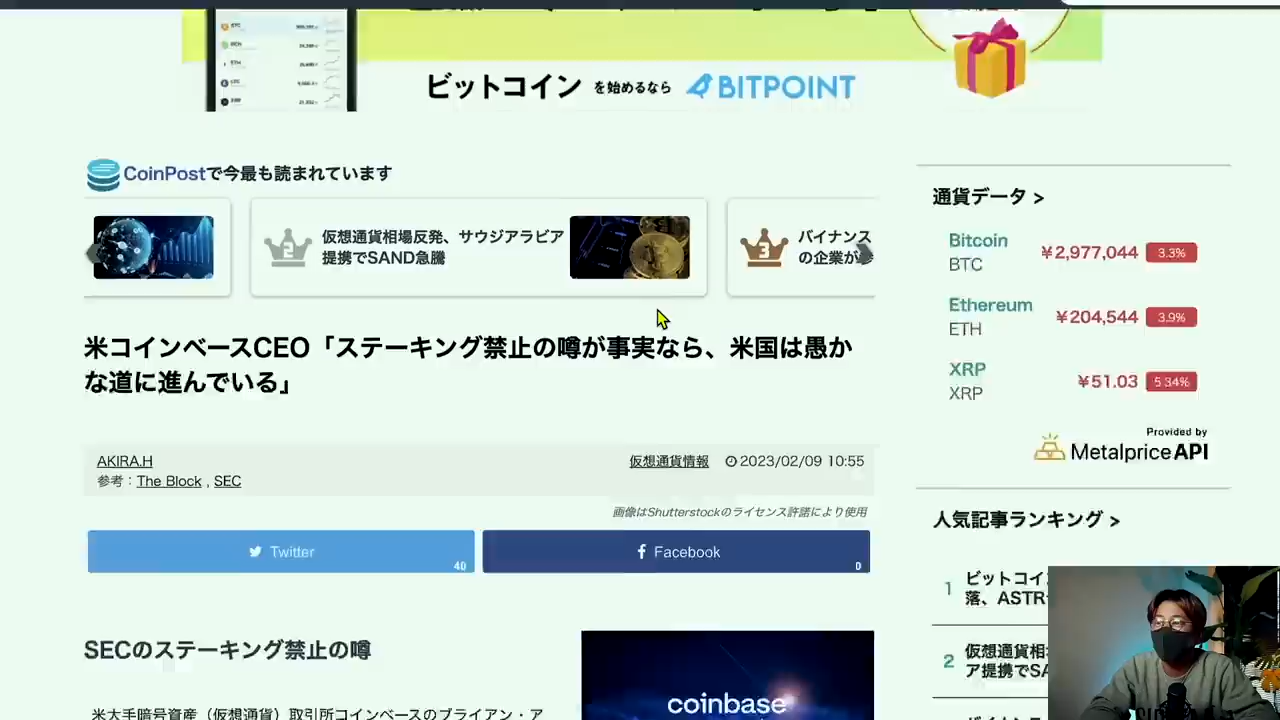 ビットコイン を始めるなら BITPOINT
CoinPostで今最も読まれています
2
仮想通貨相場反発、サウジアラビア
提携でSAND急騰
3
バイナンス
の企業が
米コインベースCEO「ステーキング禁止の噂が事実なら、米国は愚か
な道に進んでいる」
AKIRA.H
仮想通貨情報 2023/02/09 10:55
参考：The Block , SEC
画像はShutterstockのライセンス許諾により使用
Twitter
40
Facebook
0
SECのステーキング禁止の噂
coinbase
米大手暗号資産（仮想通貨）取引所コインベースのブライアン・ア
通貨データ >
Bitcoin
BTC
¥2,977,044 3.3%
Ethereum
ETH
¥204,544 3.9%
XRP
XRP
¥51.03 5.34%
Provided by
MetalpriceAPI
人気記事ランキング >
1
ビットコイ
落、ASTR
2
仮想通貨相
ア提携でSA